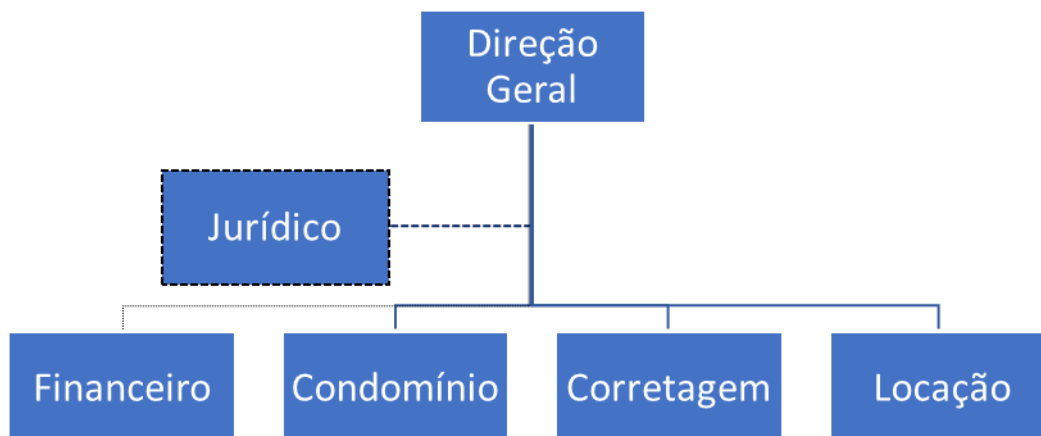 Direção
Geral
Jurídico
Financeiro
Condomínio
Corretagem
Locação